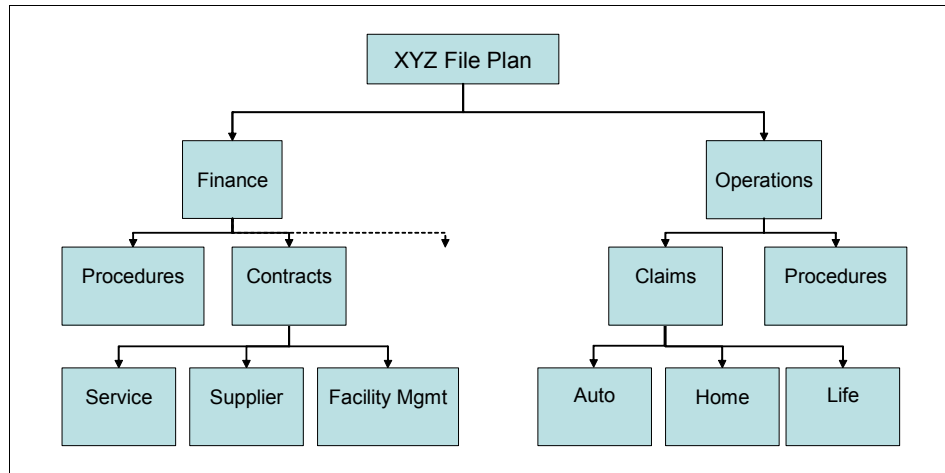 XYZ File Plan
Finance
Operations
Procedures
Contracts
Claims
Procedures
Service
Supplier
Facility Mgmt
Auto
Home
Life